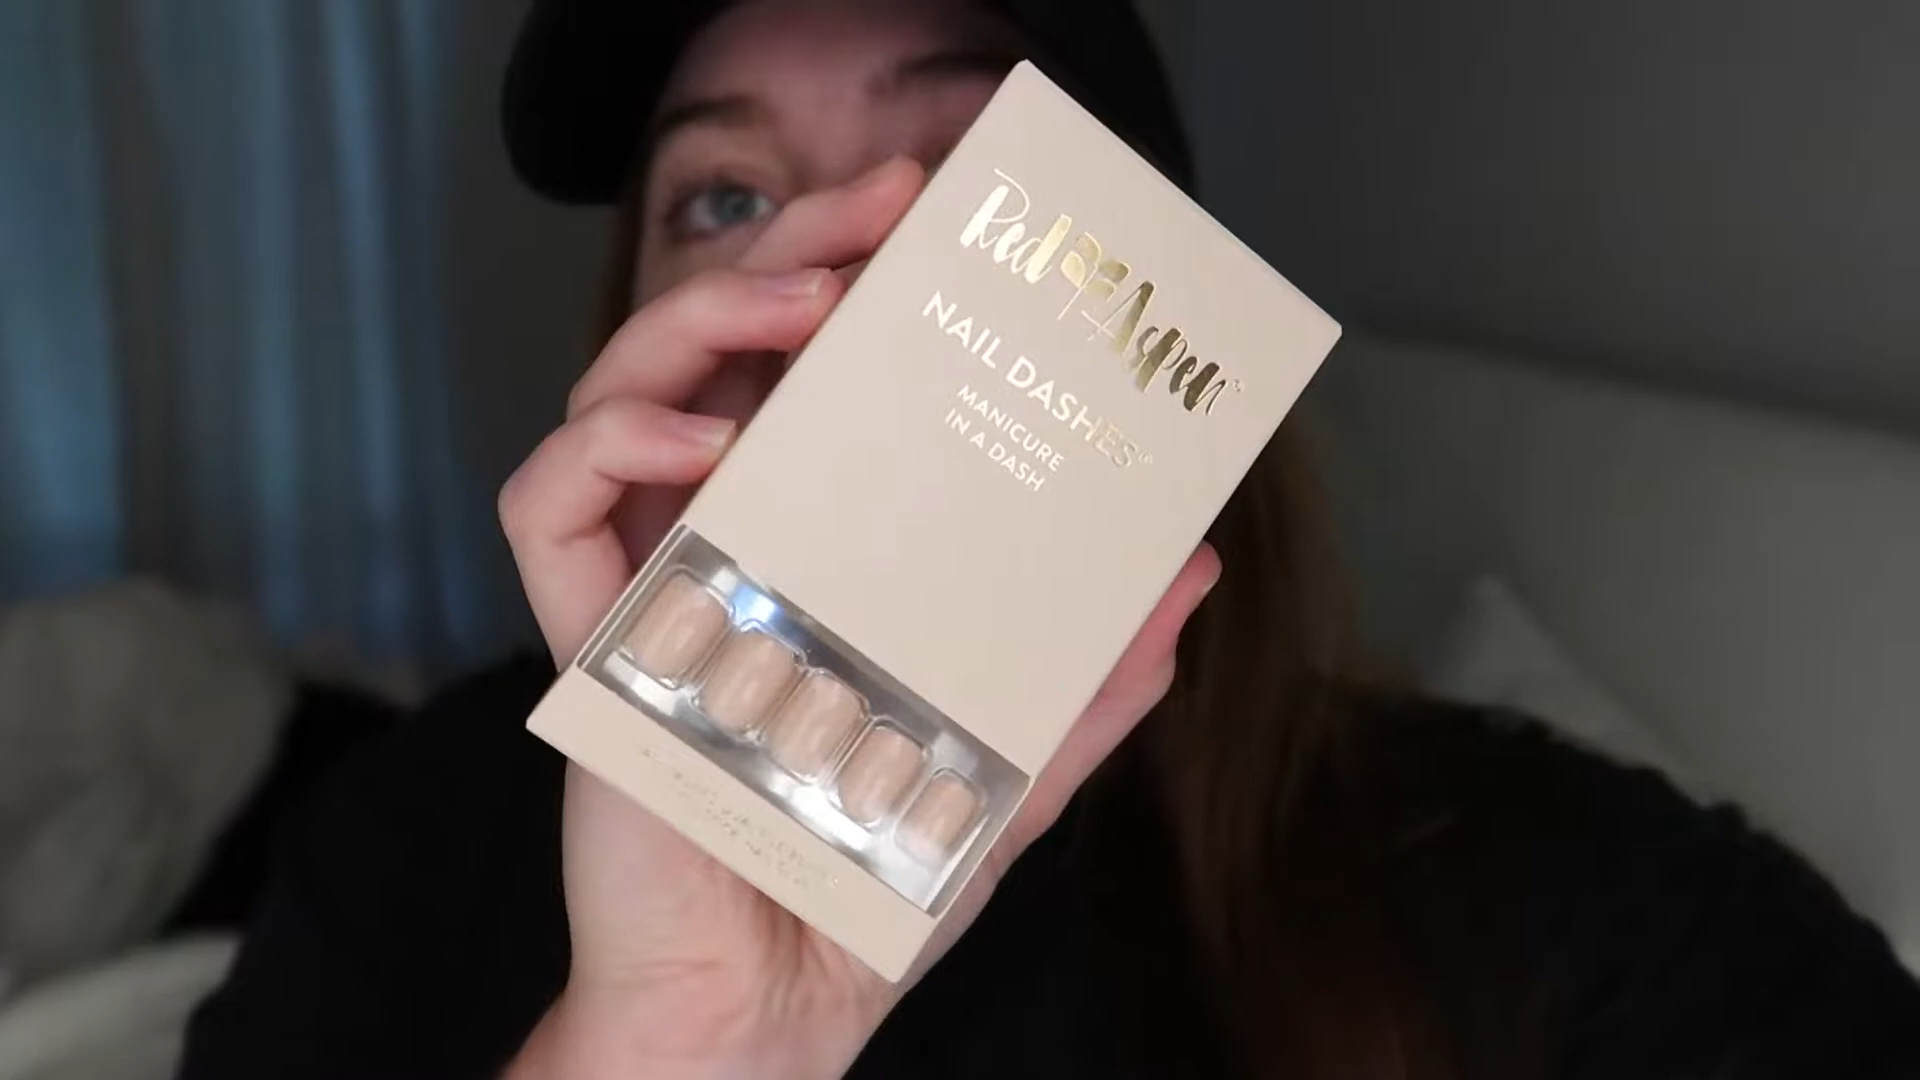 Red Aspen®
NAIL DASHES®
MANICURE
IN A DASH